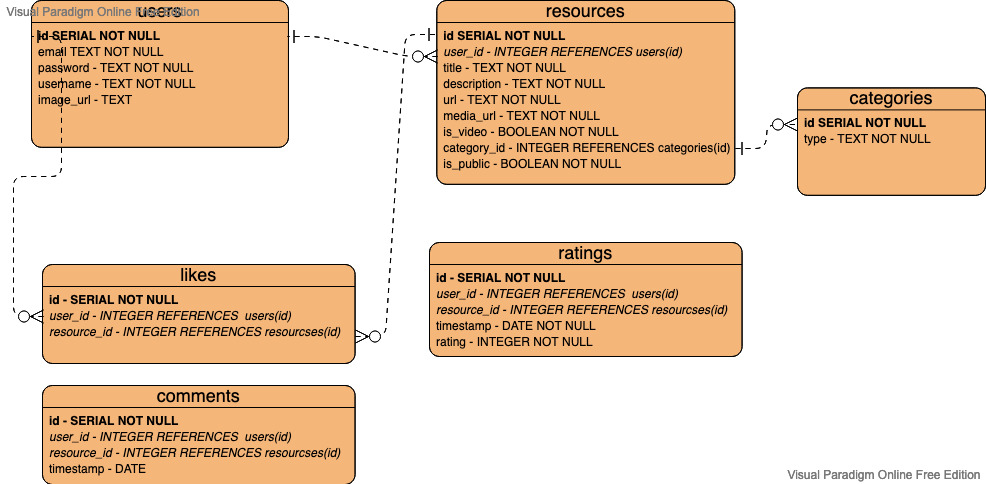 Visual Paradigm Online Free Edition
users
id SERIAL NOT NULL
email TEXT NOT NULL
password - TEXT NOT NULL
username - TEXT NOT NULL
image_url - TEXT
resources
id SERIAL NOT NULL
user_id - INTEGER REFERENCES users(id)
title - TEXT NOT NULL
description - TEXT NOT NULL
url - TEXT NOT NULL
media_url - TEXT NOT NULL
is_video - BOOLEAN NOT NULL
category_id - INTEGER REFERENCES categories(id)
is_public - BOOLEAN NOT NULL
categories
id SERIAL NOT NULL
type - TEXT NOT NULL
likes
id - SERIAL NOT NULL
user_id - INTEGER REFERENCES users(id)
resource_id - INTEGER REFERENCES resourcses(id)
ratings
id - SERIAL NOT NULL
user_id - INTEGER REFERENCES users(id)
resource_id - INTEGER REFERENCES resourcses(id)
timestamp - DATE NOT NULL
rating - INTEGER NOT NULL
comments
id - SERIAL NOT NULL
user_id - INTEGER REFERENCES users(id)
resource_id - INTEGER REFERENCES resourcses(id)
timestamp - DATE
Visual Paradigm Online Free Edition